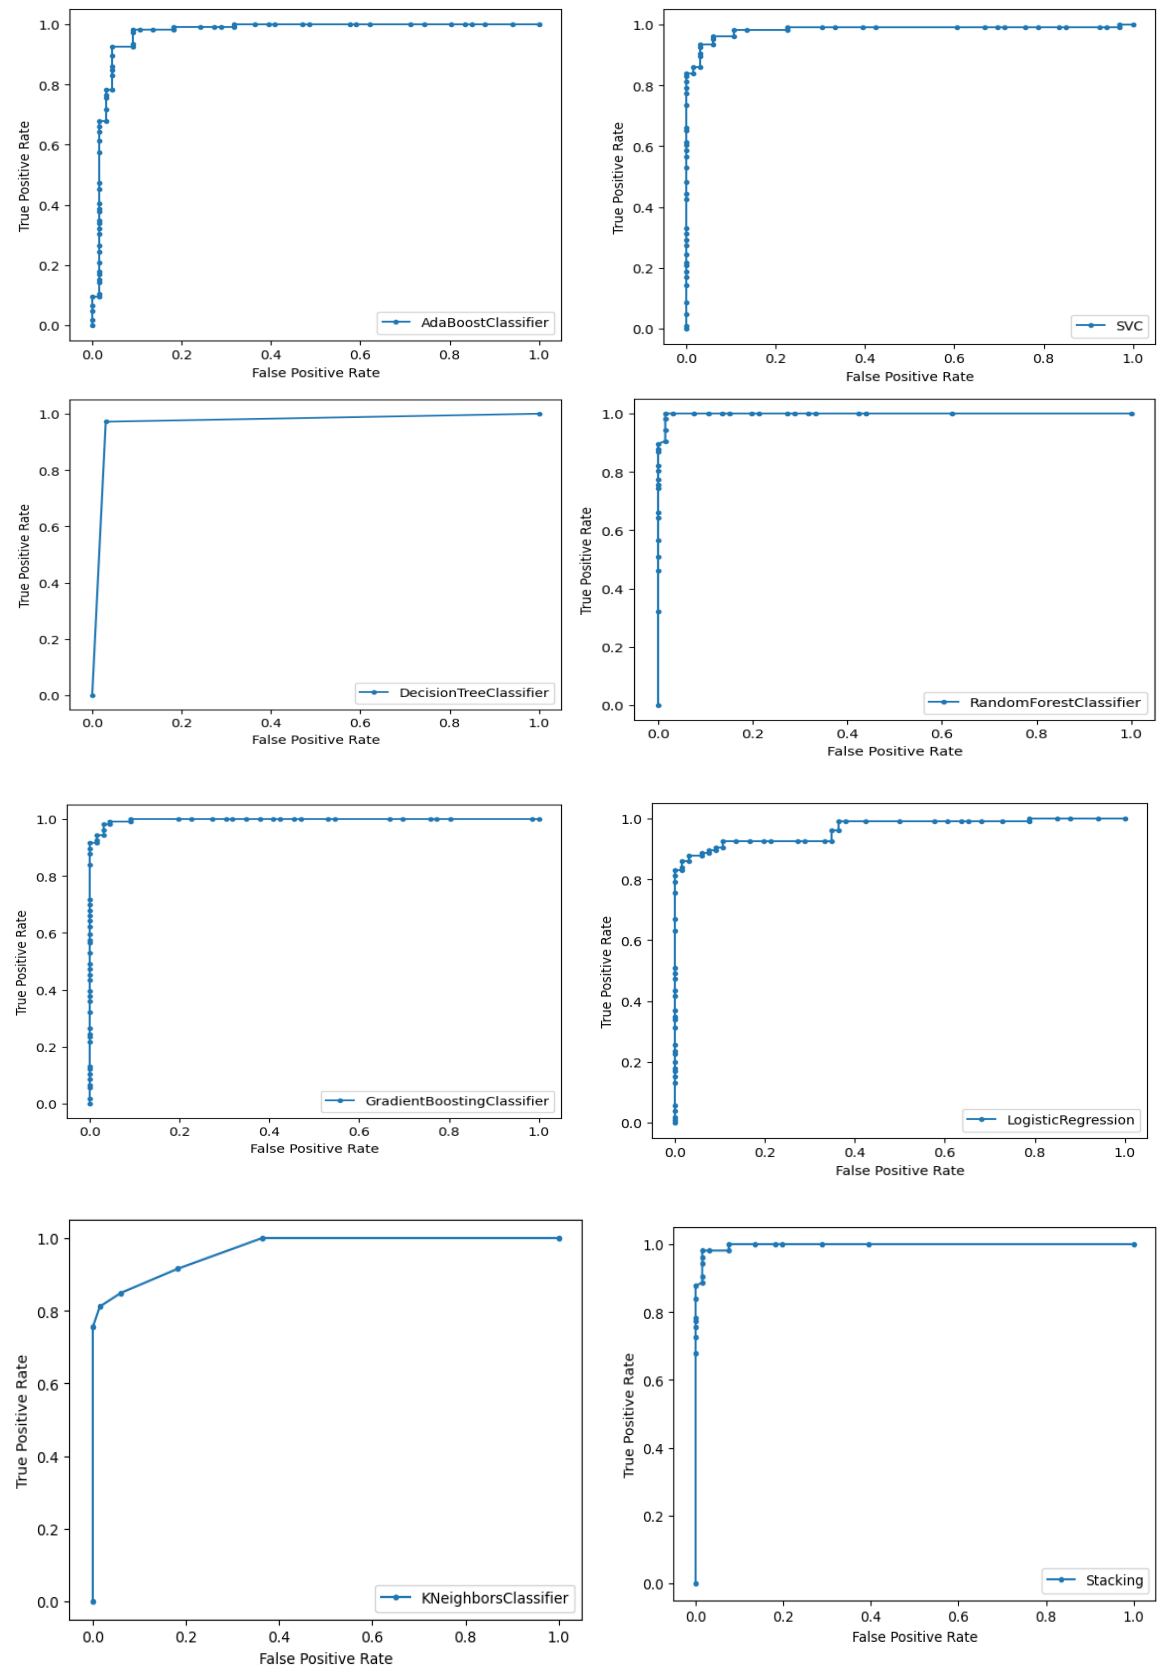 1.0
0.8
0.6
0.4
0.2
0.0
True Positive Rate
AdaBoostClassifier
0.0 0.2 0.4 0.6 0.8 1.0
False Positive Rate
1.0
0.8
0.6
0.4
0.2
0.0
True Positive Rate
SVC
0.0 0.2 0.4 0.6 0.8 1.0
False Positive Rate
1.0
0.8
0.6
0.4
0.2
0.0
True Positive Rate
DecisionTreeClassifier
0.0 0.2 0.4 0.6 0.8 1.0
False Positive Rate
1.0
0.8
0.6
0.4
0.2
0.0
True Positive Rate
RandomForestClassifier
0.0 0.2 0.4 0.6 0.8 1.0
False Positive Rate
1.0
0.8
0.6
0.4
0.2
0.0
True Positive Rate
GradientBoostingClassifier
0.0 0.2 0.4 0.6 0.8 1.0
False Positive Rate
1.0
0.8
0.6
0.4
0.2
0.0
True Positive Rate
LogisticRegression
0.0 0.2 0.4 0.6 0.8 1.0
False Positive Rate
1.0
0.8
0.6
0.4
0.2
0.0
True Positive Rate
KNeighborsClassifier
0.0 0.2 0.4 0.6 0.8 1.0
False Positive Rate
1.0
0.8
0.6
0.4
0.2
0.0
True Positive Rate
Stacking
0.0 0.2 0.4 0.6 0.8 1.0
False Positive Rate